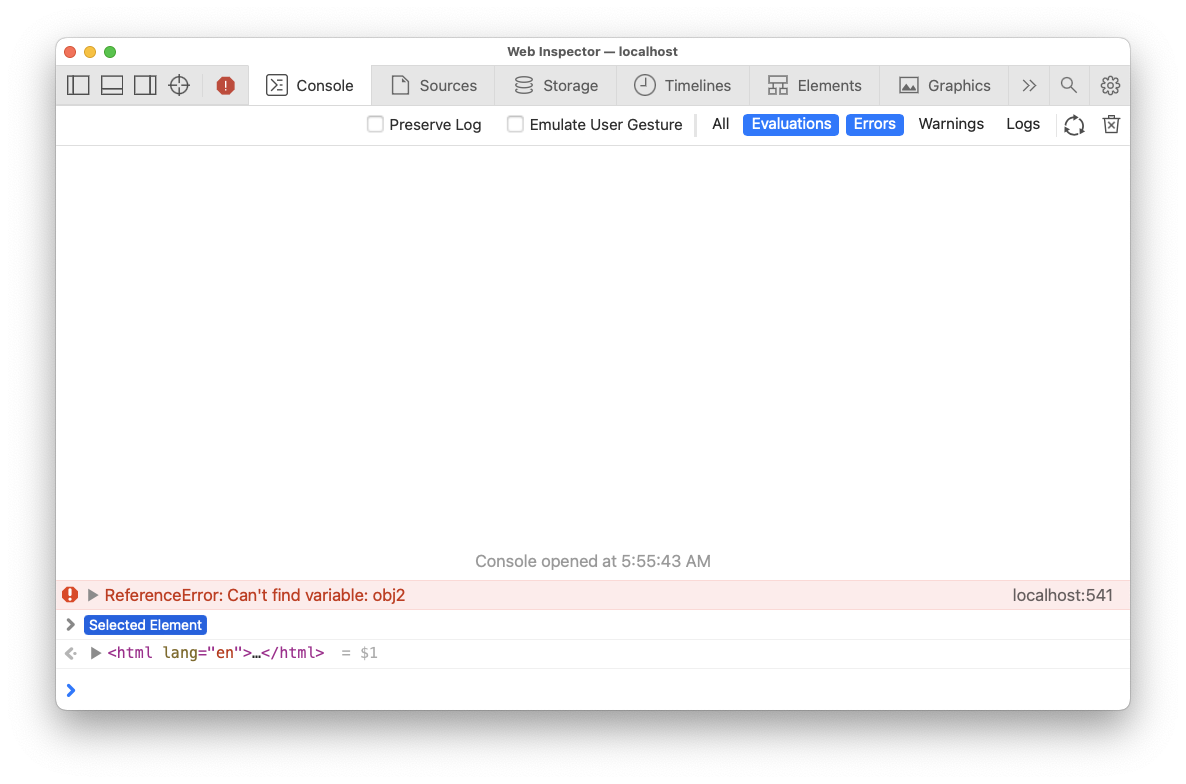 Web Inspector — localhost
Console Sources Storage Timelines Elements Graphics
Preserve Log Emulate User Gesture All Evaluations Errors Warnings Logs
Console opened at 5:55:43 AM
ReferenceError: Can't find variable: obj2 localhost:541
Selected Element
<html lang="en">…</html> = $1